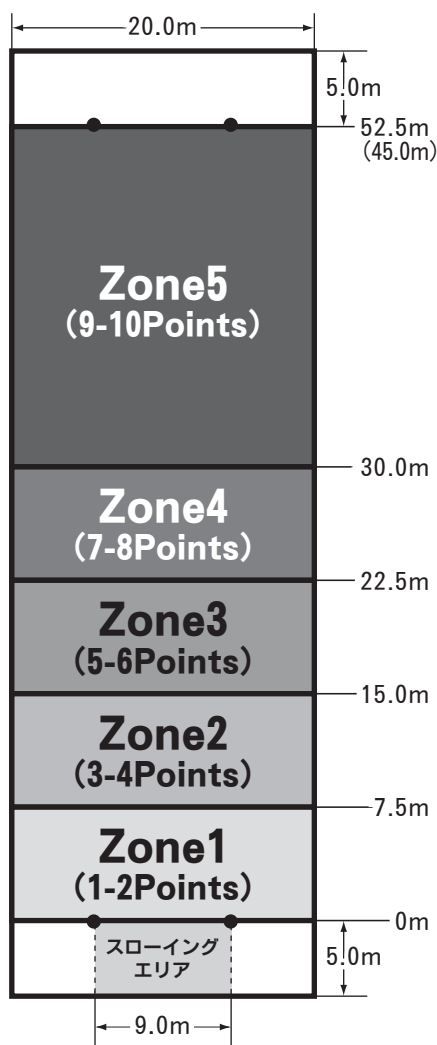 20.0m
5.0m
52.5m
(45.0m)
Zone5
(9-10Points)
30.0m
Zone4
(7-8Points)
22.5m
Zone3
(5-6Points)
15.0m
Zone2
(3-4Points)
7.5m
Zone1
(1-2Points)
0m
スローイング
エリア
5.0m
9.0m